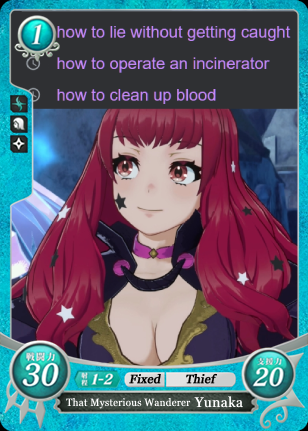 1
how to lie without getting caught
how to operate an incinerator
how to clean up blood
戦闘力
30
射程
1-2
Fixed
Thief
支援力
20
That Mysterious Wanderer Yunaka